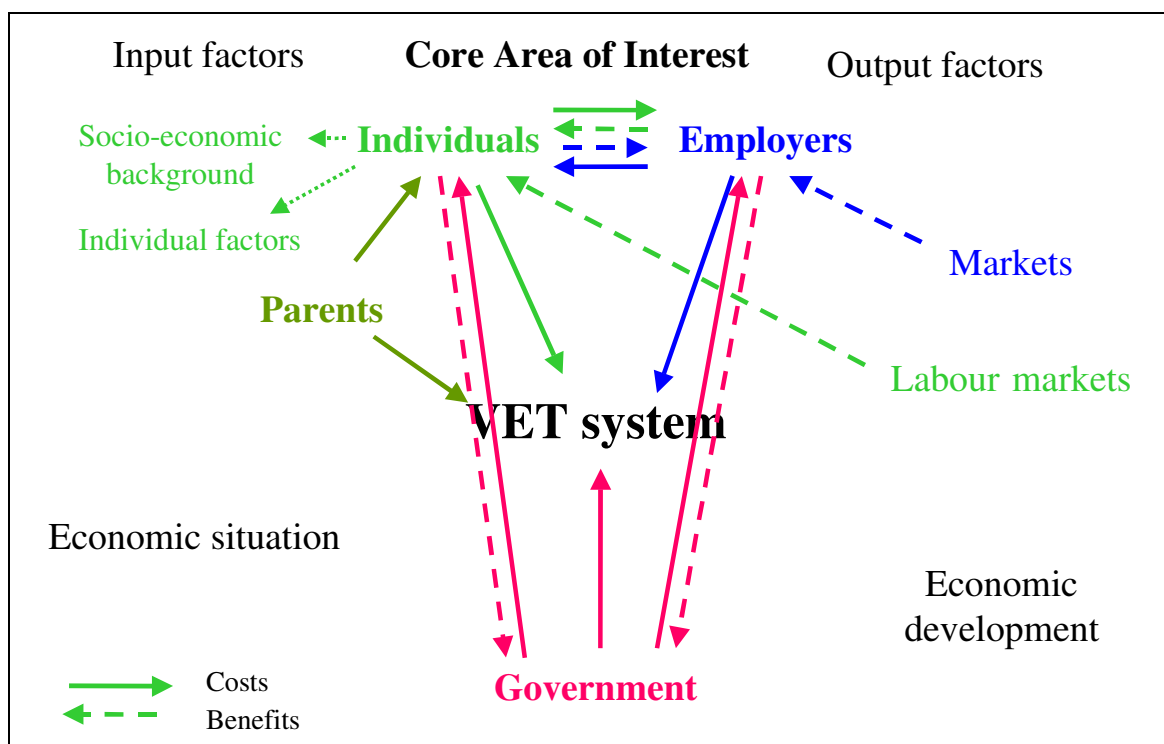 Input factors
Core Area of Interest
Output factors
Socio-economic
background
Individuals
Employers
Individual factors
Markets
Parents
Labour markets
VET system
Economic situation
Economic
development
Government
Costs
Benefits